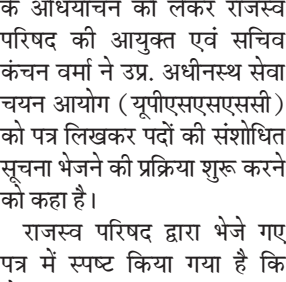 के अधियाचन को लेकर राजस्व
परिषद की आयुक्त एवं सचिव
कंचन वर्मा ने उप्र. अधीनस्थ सेवा
चयन आयोग (यूपीएसएसएससी)
को पत्र लिखकर पदों की संशोधित
सूचना भेजने की प्रक्रिया शुरू करने
को कहा है।
राजस्व परिषद द्वारा भेजे गए
पत्र में स्पष्ट किया गया है कि